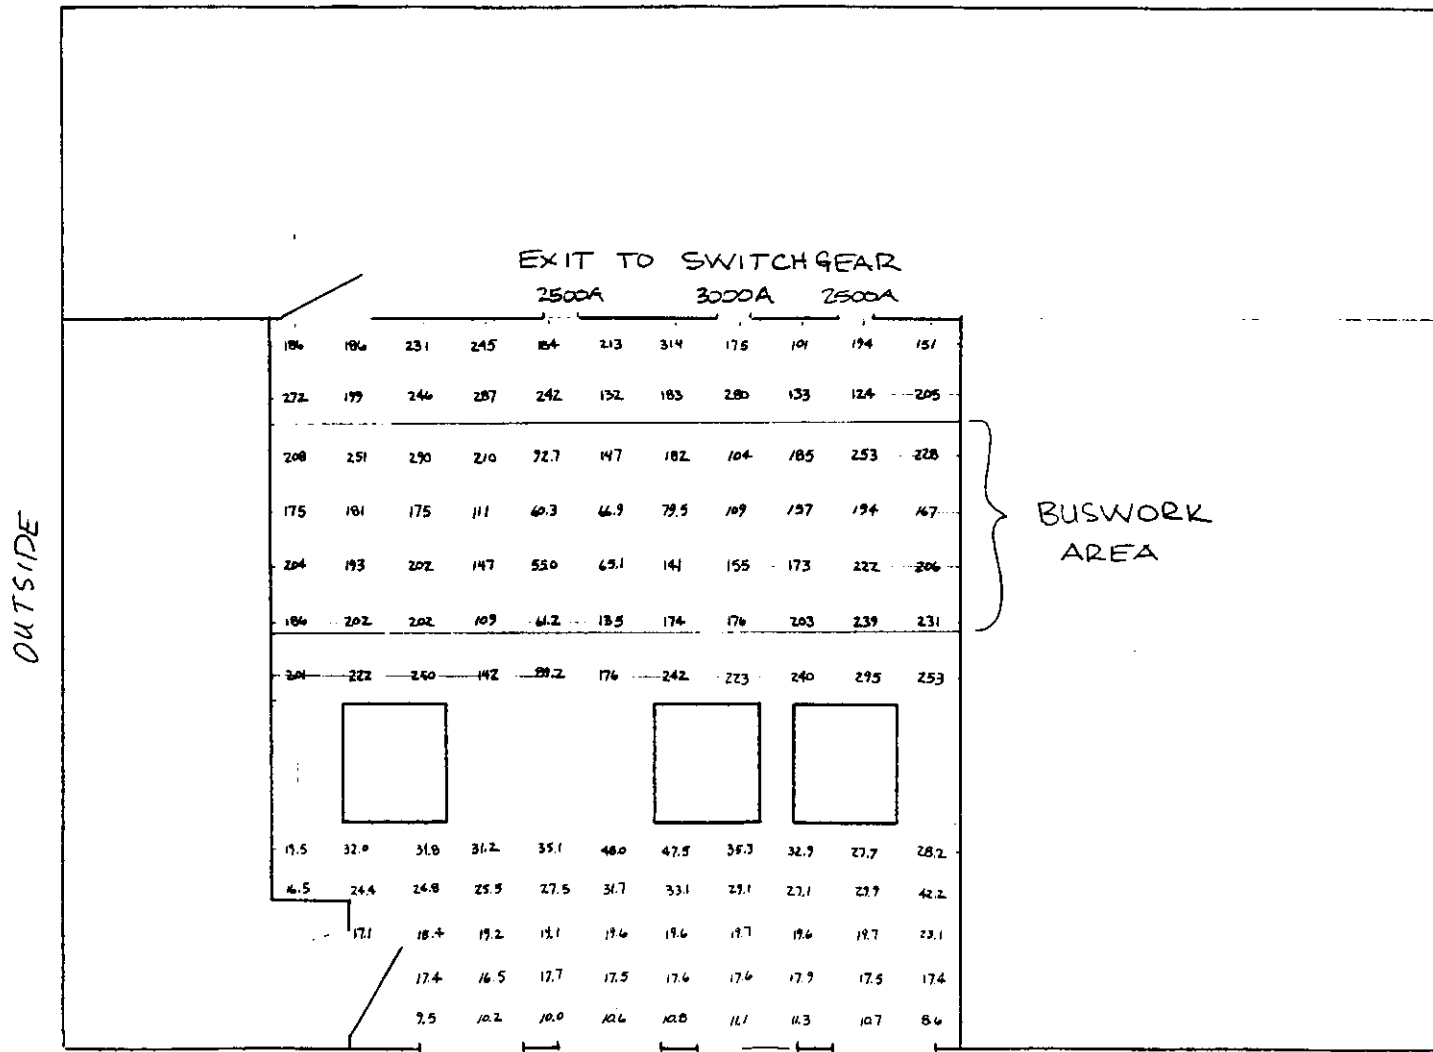 EXIT TO SWITCHGEAR
2500A 3000A 2500A
186 186 231 245 184 213 314 175 101 194 151
272 199 246 287 242 132 183 280 133 124 205
208 251 290 210 92.7 147 182 104 185 253 228
175 181 175 111 60.3 66.9 79.5 109 157 194 167
204 193 202 147 55.0 65.1 141 155 173 222 206
186 202 202 109 61.2 135 174 176 203 239 231
201 222 250 142 89.2 176 242 223 240 295 253
BUSWORK
AREA
OUTSIDE
19.5 32.0 31.8 31.2 35.1 48.0 47.5 35.3 32.9 27.7 28.2
16.5 24.4 24.8 25.5 27.5 31.7 33.1 29.1 27.1 29.9 42.2
17.1 18.4 19.2 19.1 19.6 19.6 19.7 19.6 19.7 23.1
17.4 16.5 17.7 17.5 17.6 17.6 17.9 17.5 17.4
9.5 10.2 10.0 10.6 10.8 11.1 11.3 10.7 8.6